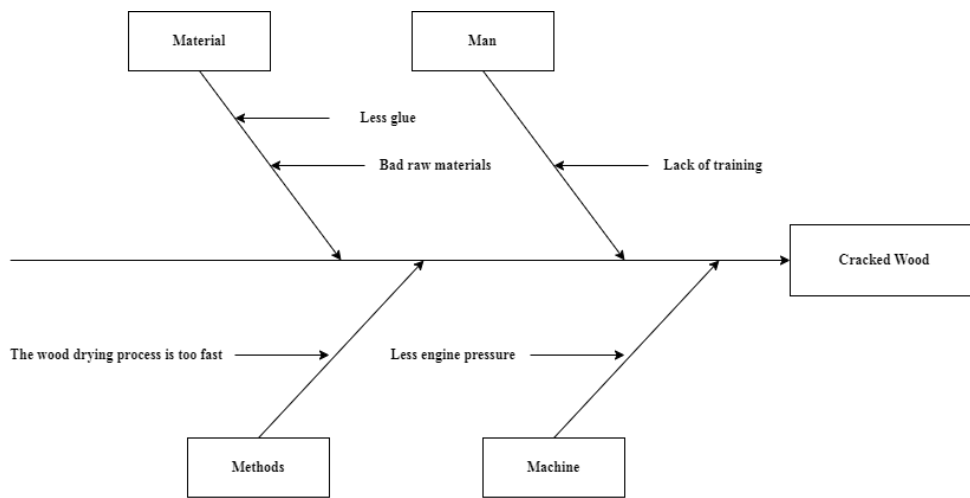 Material
Man
Less glue
Bad raw materials
Lack of training
Cracked Wood
The wood drying process is too fast
Less engine pressure
Methods
Machine